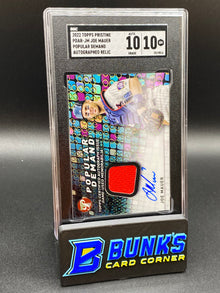 2022 TOPPS PRISTINE
PDAR-JM JOE MAUER
POPULAR DEMAND
AUTOGRAPHED RELIC
10
10
POPULAR
DEMAND
JOE MAUER
BUNK'S
CARD CORNER